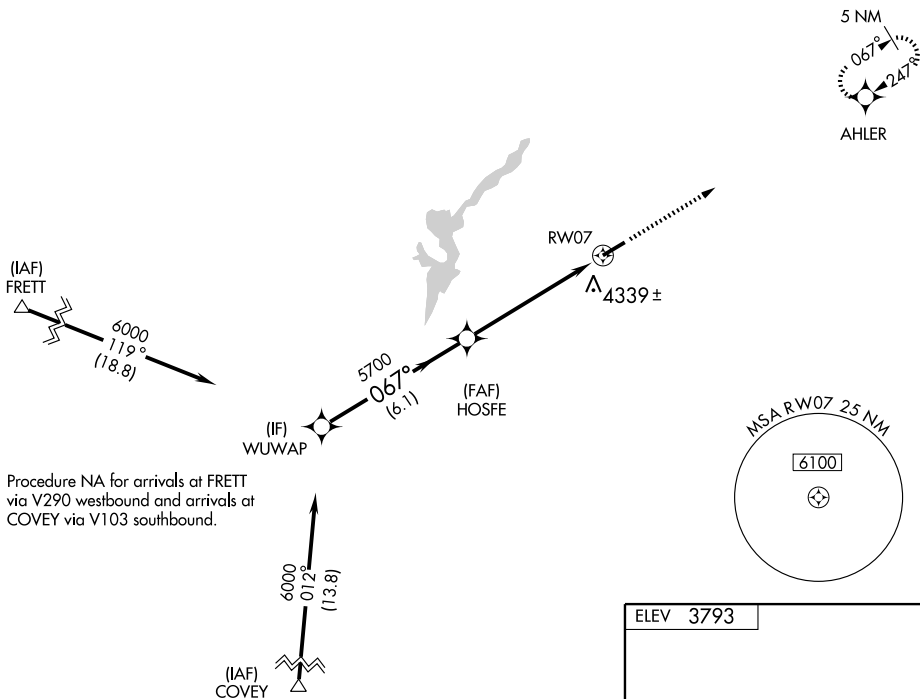 5 NM
067°
247°
AHLER
RW07
4339 ±
(IAF)
FRETT
6000
119°
(18.8)
5700
067°
(6.1)
(FAF)
HOSFE
(IF)
WUWAP
MSA RW07 25 NM
6100
Procedure NA for arrivals at FRETT
via V290 westbound and arrivals at
COVEY via V103 southbound.
6000
012°
(13.8)
(IAF)
COVEY
ELEV 3793